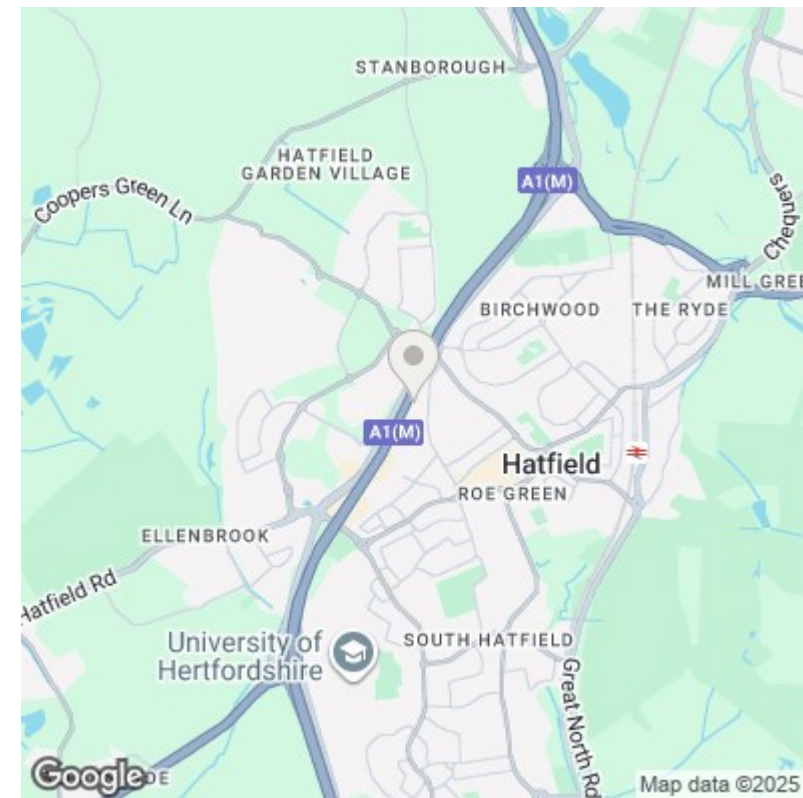 STANBOROUGH
HATFIELD
GARDEN VILLAGE
A1(M)
Coopers Green Ln
Chequers
MILL GREE
BIRCHWOOD
THE RYDE
A1(M)
Hatfield
ROE GREEN
ELLENBROOK
Hatfield Rd
University of
Hertfordshire
SOUTH HATFIELD
Great North Rd
Google
DE
Map data ©2025